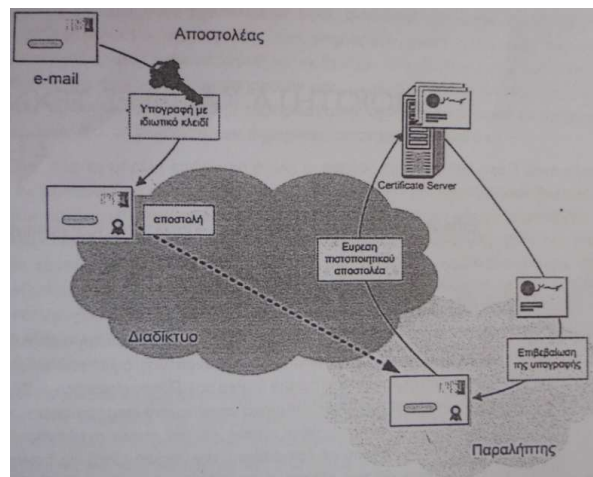 Αποστολέας
e-mail
Υπογραφή με
ιδιωτικό κλειδί
αποστολή
Διαδίκτυο
Certificate Server
Ευρεση
πιστοποιητικού
αποστολέα
Επιβεβαίωση
της υπογραφής
Παραλήπτης